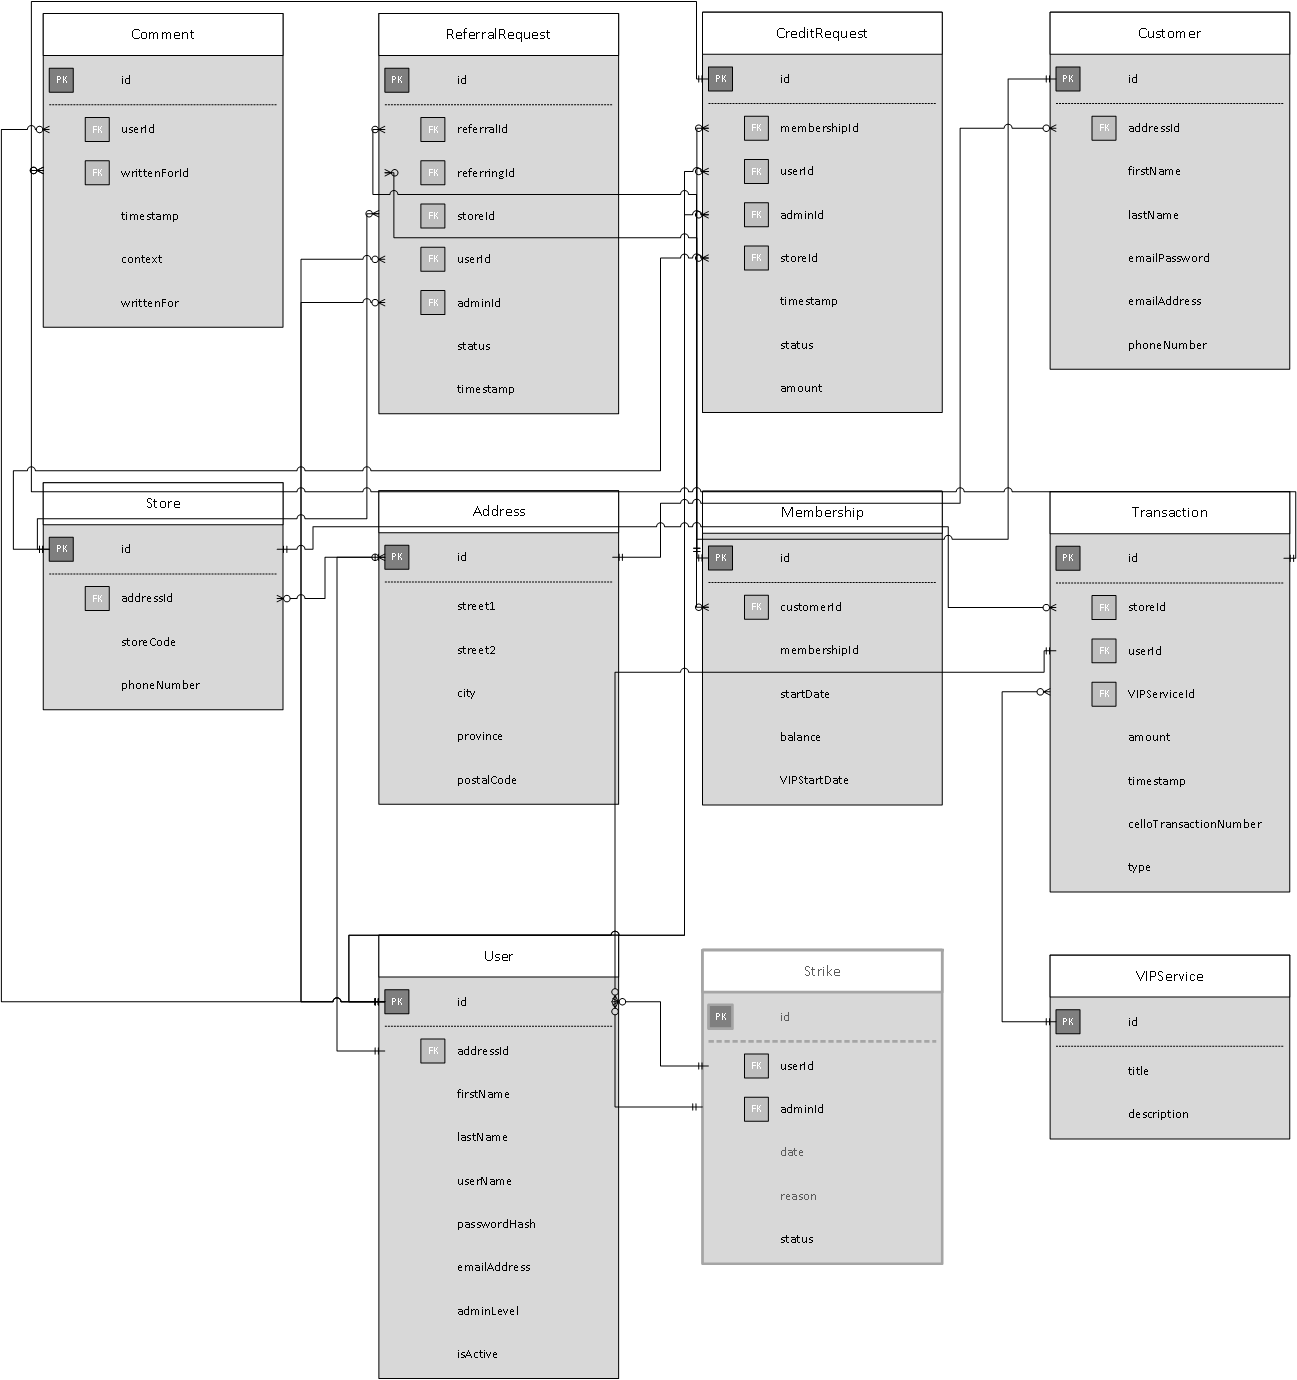 Comment
PK id
FK userId
FK writtenForId
timestamp
context
writtenFor
ReferralRequest
PK id
FK referralId
FK referringId
FK storeId
FK userId
FK adminId
status
timestamp
CreditRequest
PK id
FK membershipId
FK userId
FK adminId
FK storeId
timestamp
status
amount
Customer
PK id
FK addressId
firstName
lastName
emailPassword
emailAddress
phoneNumber
Store
PK id
FK addressId
storeCode
phoneNumber
Address
PK id
street1
street2
city
province
postalCode
Membership
PK id
FK customerId
membershipId
startDate
balance
VIPStartDate
Transaction
PK id
FK storeId
FK userId
FK VIPServiceId
amount
timestamp
celloTransactionNumber
type
User
PK id
FK addressId
firstName
lastName
userName
passwordHash
emailAddress
adminLevel
isActive
Strike
PK id
FK userId
FK adminId
date
reason
status
VIPService
PK id
title
description